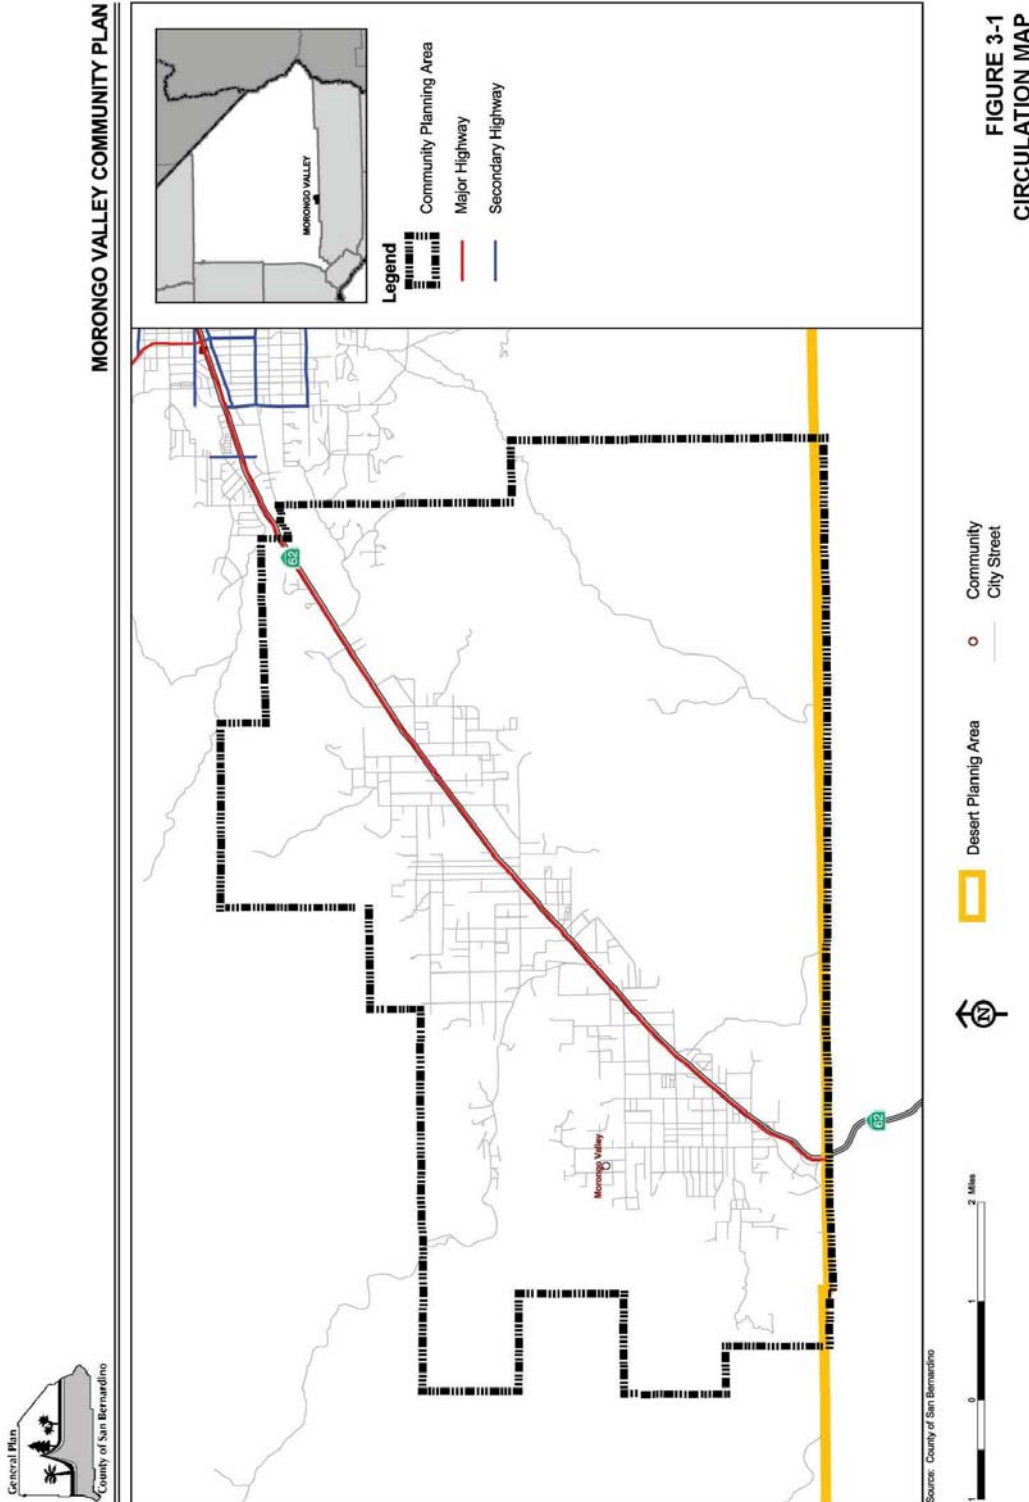 General Plan
County of San Bernardino
MORONGO VALLEY COMMUNITY PLAN
MORONGO VALLEY
Legend
Community Planning Area
Major Highway
Secondary Highway
62
Morongo Valley
62
Source: County of San Bernardino
1
0
1
2 Miles
N
Desert Plannig Area
Community
City Street
FIGURE 3-1
CIRCULATION MAP